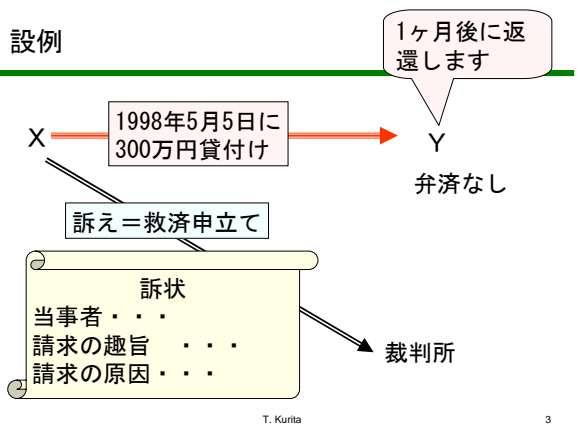 設例
1ヶ月後に返
還します
1998年5月5日に
300万円貸付け
X
Y
弁済なし
訴え＝救済申立て
訴状
当事者・・・
請求の趣旨　・・・
請求の原因・・・
裁判所
T. Kurita
3